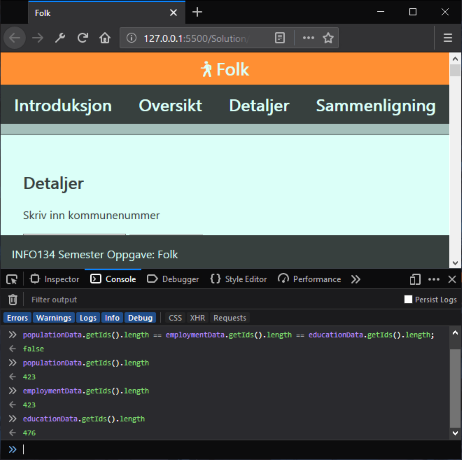 Folk
127.0.0.1:5500/Solution
Folk
Introduksjon Oversikt Detaljer Sammenligning
Detaljer
Skriv inn kommunenummer
INFO134 Semester Oppgave: Folk
Inspector Console Debugger Style Editor Performance
Filter output Persist Logs
Errors Warnings Logs Info Debug CSS XHR Requests
populationData.getIds().length == employmentData.getIds().length == educationData.getIds().length;
false
populationData.getIds().length
423
employmentData.getIds().length
423
educationData.getIds().length
476